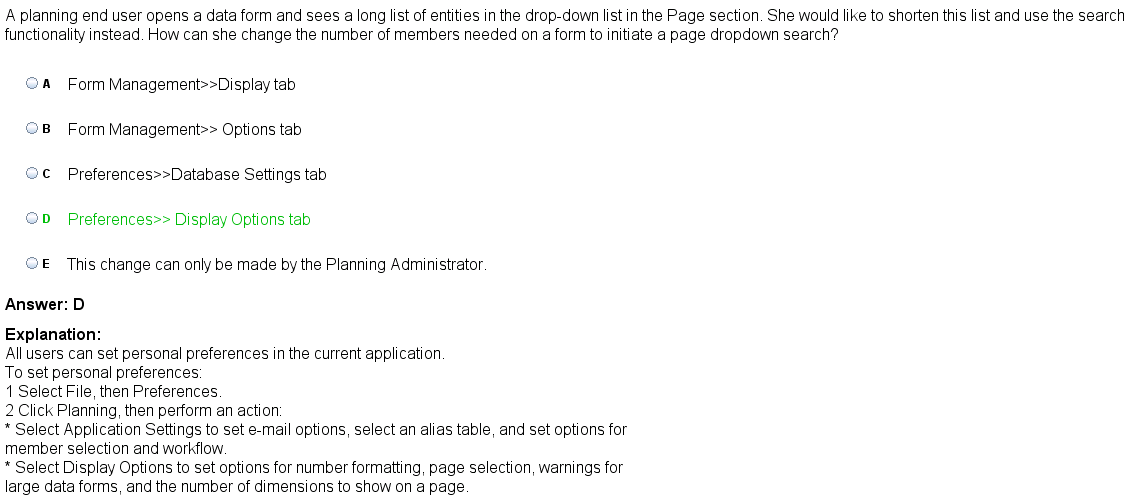 A planning end user opens a data form and sees a long list of entities in the drop-down list in the Page section. She would like to shorten this list and use the search
functionality instead. How can she change the number of members needed on a form to initiate a page dropdown search?
A Form Management>>Display tab
B Form Management>> Options tab
C Preferences>>Database Settings tab
D Preferences>> Display Options tab
E This change can only be made by the Planning Administrator.
Answer: D
Explanation:
All users can set personal preferences in the current application.
To set personal preferences:
1 Select File, then Preferences.
2 Click Planning, then perform an action:
* Select Application Settings to set e-mail options, select an alias table, and set options for
member selection and workflow.
* Select Display Options to set options for number formatting, page selection, warnings for
large data forms, and the number of dimensions to show on a page.